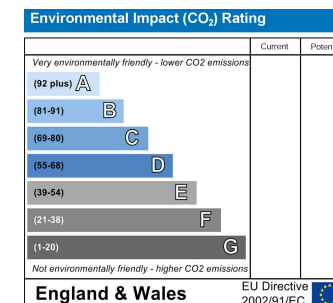 Environmental Impact (CO₂) Rating
Current Poten
Very environmentally friendly - lower CO2 emissions
(92 plus) A
(81-91) B
(69-80) C
(55-68) D
(39-54) E
(21-38) F
(1-20) G
Not environmentally friendly - higher CO2 emissions
England & Wales
EU Directive
2002/91/EC